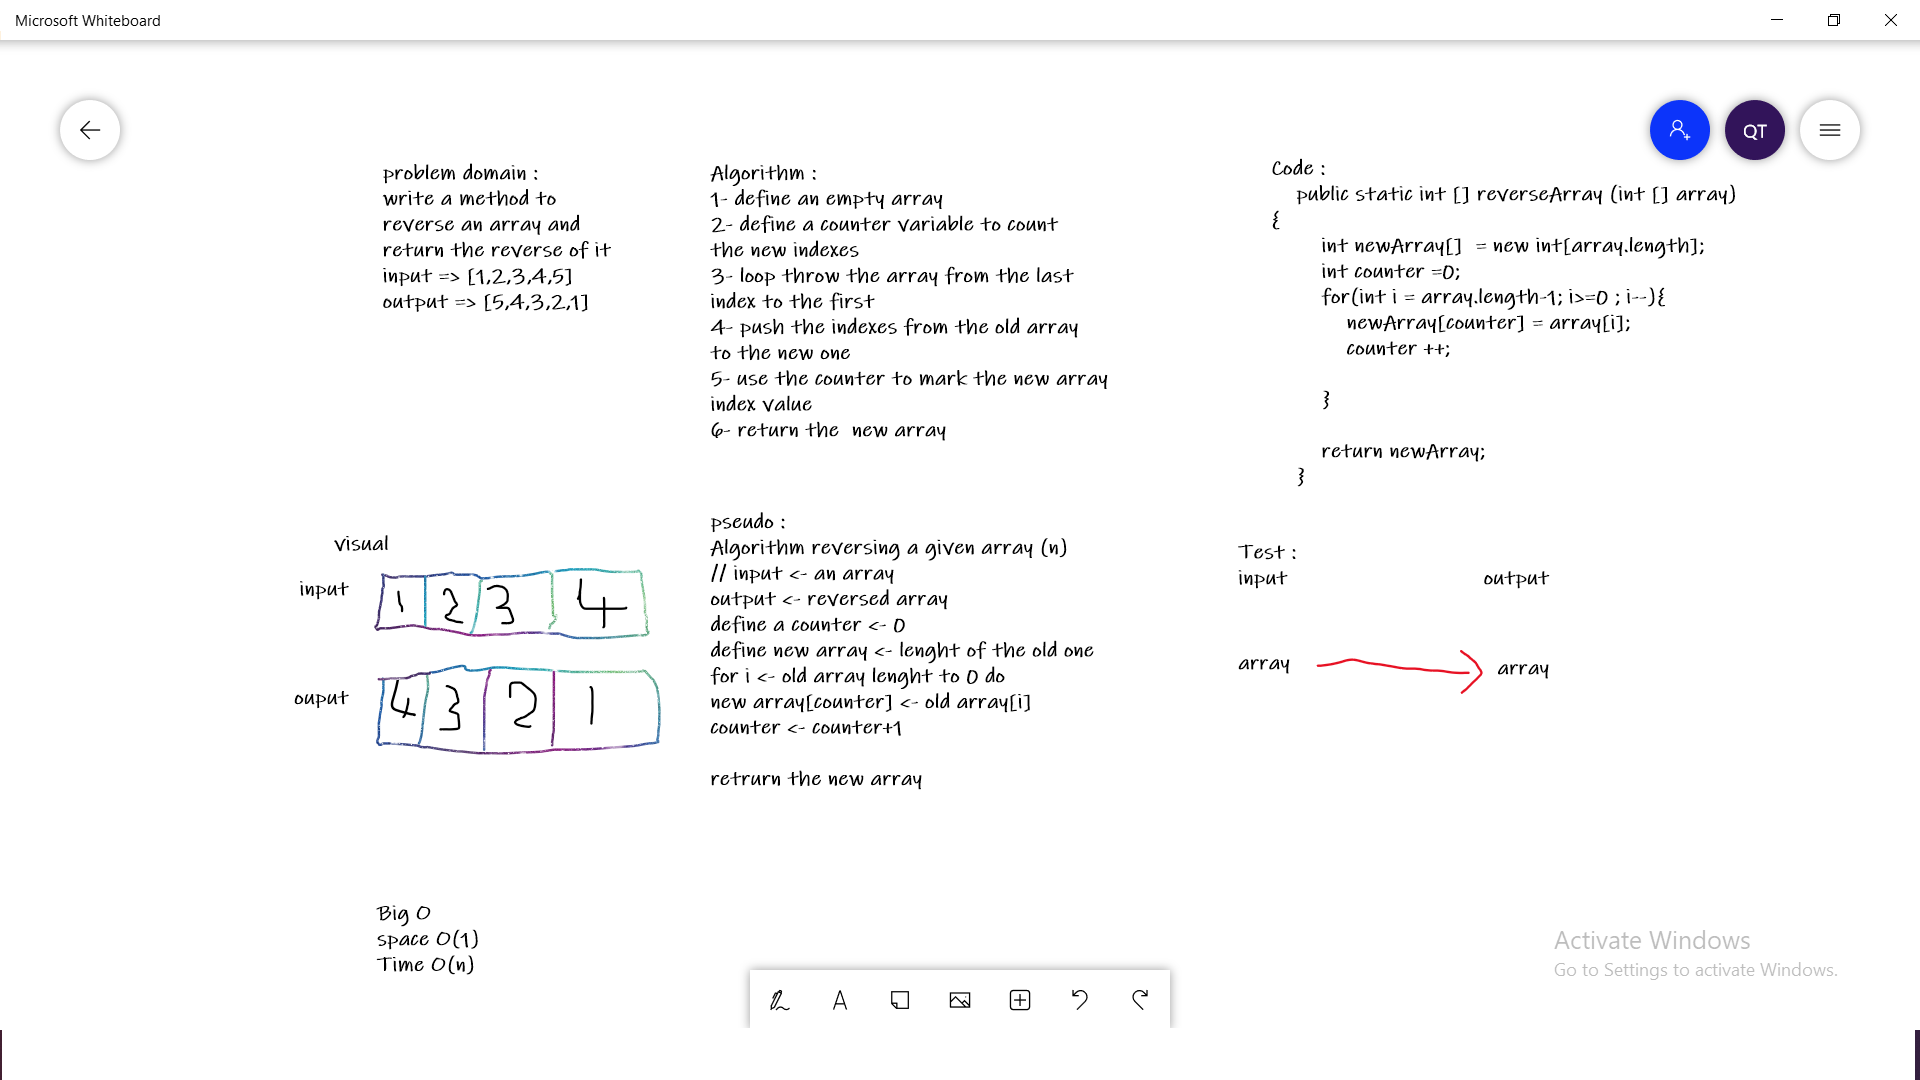 Microsoft Whiteboard
QT
problem domain :
write a method to
reverse an array and
return the reverse of it
input => [1,2,3,4,5]
output => [5,4,3,2,1]
Algorithm :
1- define an empty array
2- define a counter variable to count
the new indexes
3- loop throw the array from the last
index to the first
4- push the indexes from the old array
to the new one
5- use the counter to mark the new array
index value
6- return the  new array
Code :
public static int [] reverseArray (int [] array)
{
int newArray[]  = new int[array.length];
int counter =0;
for(int i = array.length-1; i>=0 ; i--){
newArray[counter] = array[i];
counter ++;
}
return newArray;
}
visual
input
1 2 3 4
ouput
4 3 2 1
pseudo :
Algorithm reversing a given array (n)
// input <- an array
output <- reversed array
define a counter <- 0
define new array <- lenght of the old one
for i <- old array lenght to 0 do
new array[counter] <- old array[i]
counter <- counter+1
retrurn the new array
Test :
input output
array array
Big O
space O(1)
Time O(n)
Activate Windows
Go to Settings to activate Windows.